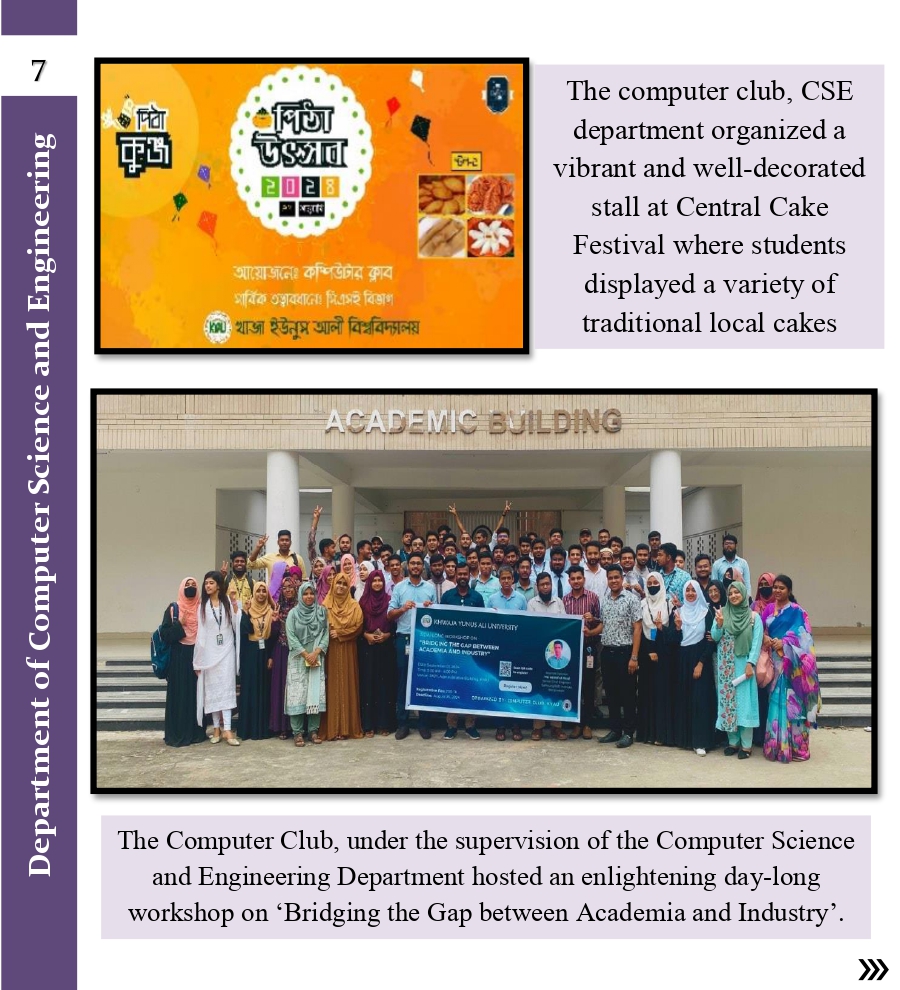 7
Department of Computer Science and Engineering
পিঠা
কুঞ্জ
পিঠা
উৎসব
২০২৪
স্টল-২
আয়োজনেঃ কম্পিউটার ক্লাব
সার্বিক তত্ত্বাবধানেঃ সিএসই বিভাগ
KYAU
খাজা ইউনুস আলী বিশ্ববিদ্যালয়
The computer club, CSE
department organized a
vibrant and well-decorated
stall at Central Cake
Festival where students
displayed a variety of
traditional local cakes
ACADEMIC BUILDING
KHWAJA YUNUS ALI UNIVERSITY
"BRIDGING THE GAP BETWEEN
ACADEMIA AND INDUSTRY"
Register Now!
ORGANIZED BY: COMPUTER CLUB, KYAU
The Computer Club, under the supervision of the Computer Science
and Engineering Department hosted an enlightening day-long
workshop on ‘Bridging the Gap between Academia and Industry’.